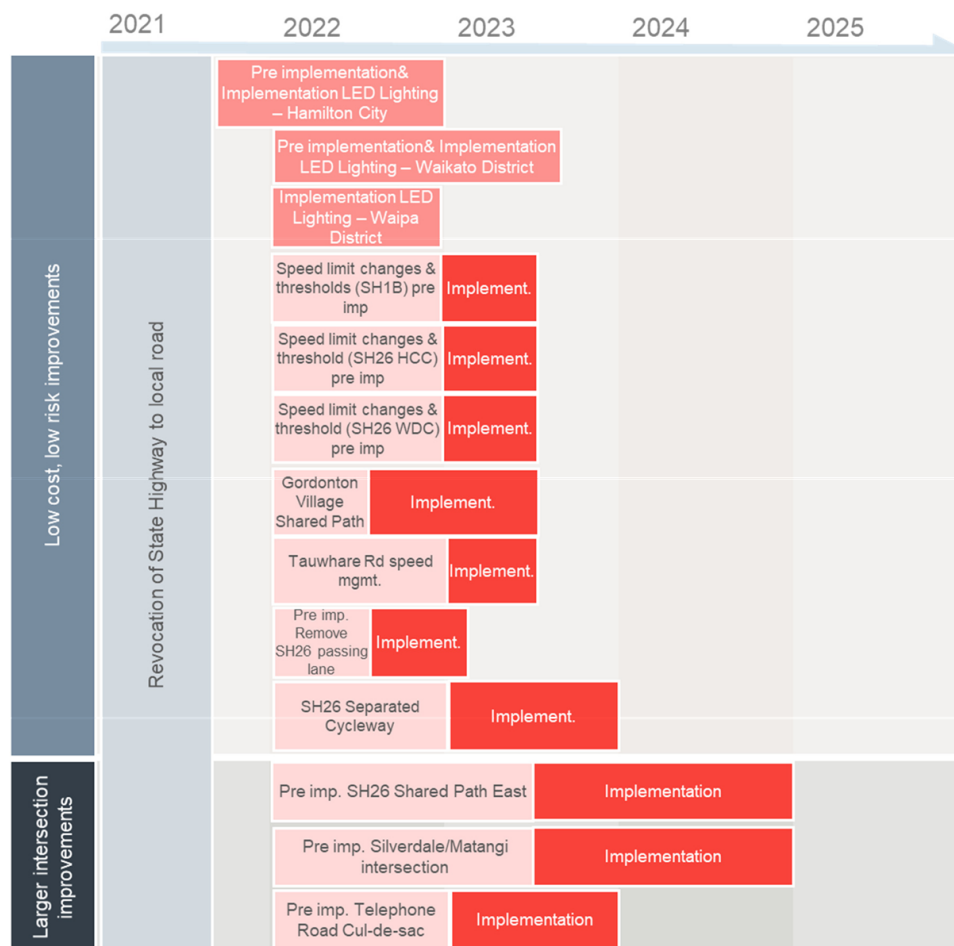 2021
2022
2023
2024
2025
Low cost, low risk improvements
Revocation of State Highway to local road
Pre implementation&
Implementation LED Lighting
– Hamilton City
Pre implementation& Implementation
LED Lighting – Waikato District
Implementation LED
Lighting – Waipa
District
Speed limit changes &
thresholds (SH1B) pre
imp
Implement.
Speed limit changes &
threshold (SH26 HCC)
pre imp
Implement.
Speed limit changes &
threshold (SH26 WDC)
pre imp
Implement.
Gordonton
Village
Shared Path
Implement.
Tauwhare Rd speed
mgmt.
Implement.
Pre imp.
Remove
SH26 passing
lane
Implement.
SH26 Separated
Cycleway
Implement.
Larger intersection
improvements
Pre imp. SH26 Shared Path East
Implementation
Pre imp. Silverdale/Matangi
intersection
Implementation
Pre imp. Telephone
Road Cul-de-sac
Implementation